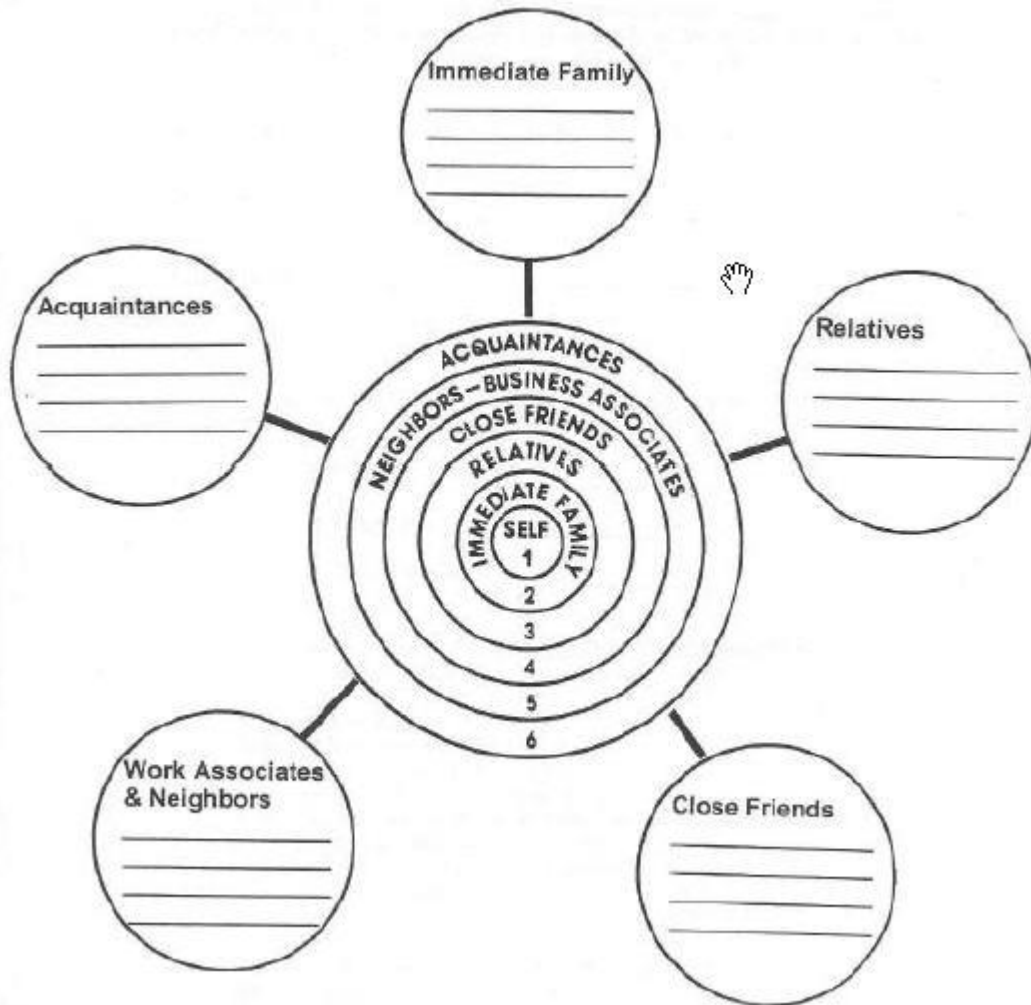 Immediate Family
Acquaintances
Relatives
ACQUAINTANCES
NEIGHBORS – BUSINESS ASSOCIATES
CLOSE FRIENDS
RELATIVES
IMMEDIATE FAMILY
SELF
1
2
3
4
5
6
Work Associates
& Neighbors
Close Friends